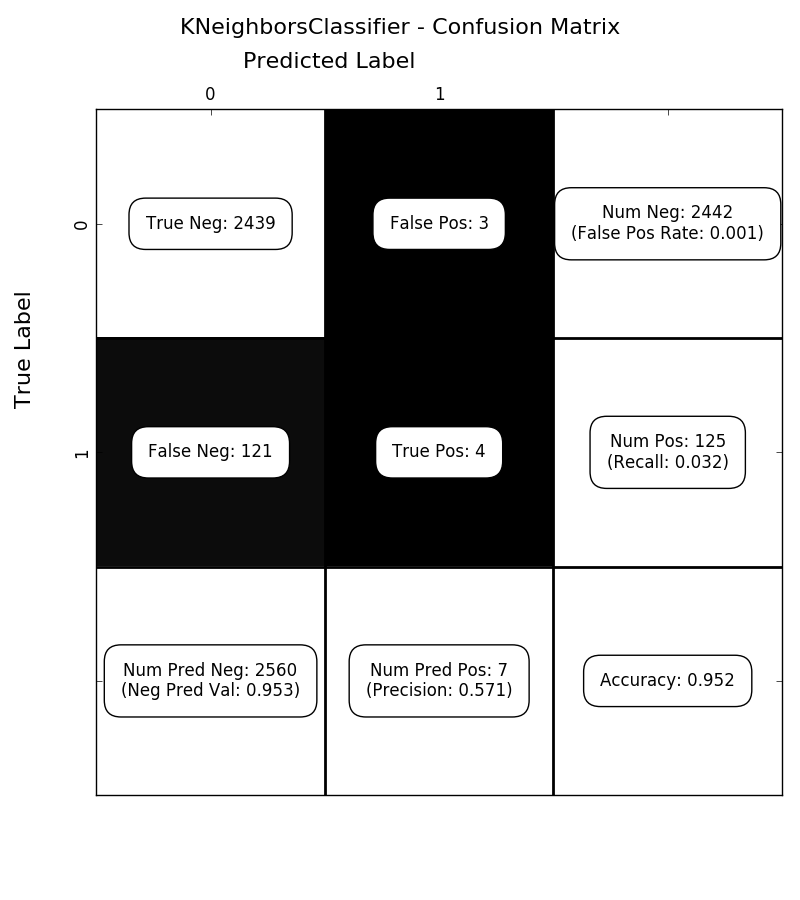 KNeighborsClassifier - Confusion Matrix
Predicted Label
0 1
True Label
0
True Neg: 2439
False Pos: 3
Num Neg: 2442
(False Pos Rate: 0.001)
1
False Neg: 121
True Pos: 4
Num Pos: 125
(Recall: 0.032)
Num Pred Neg: 2560
(Neg Pred Val: 0.953)
Num Pred Pos: 7
(Precision: 0.571)
Accuracy: 0.952